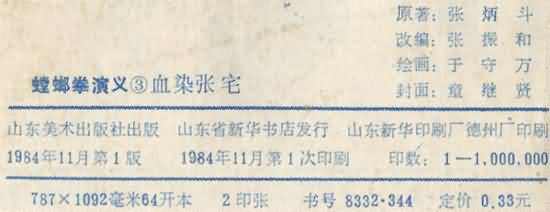 原著：张炳斗
改编：张振和
绘画：于守万
封面：童继贤
螳螂拳演义③血染张宅
山东美术出版社出版 山东省新华书店发行 山东新华印刷厂德州厂印刷
1984年11月第1版 1984年11月第1次印刷 印数：1—1,000,000
787×1092毫米64开本 2印张 书号 8332·344 定价 0.33元